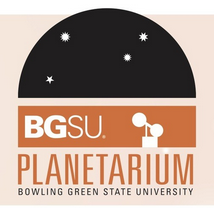 BGSU®
PLANETARIUM
BOWLING GREEN STATE UNIVERSITY